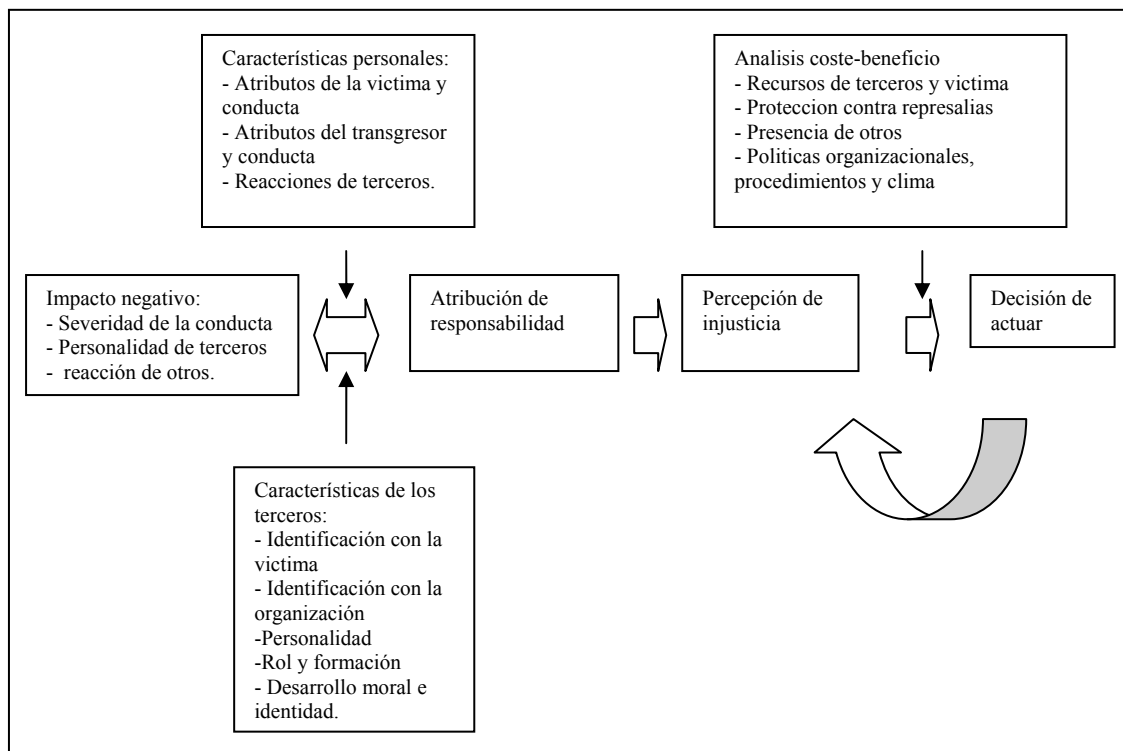 Características personales:
- Atributos de la victima y
conducta
- Atributos del transgresor
y conducta
- Reacciones de terceros.
Analisis coste-beneficio
- Recursos de terceros y victima
- Proteccion contra represalias
- Presencia de otros
- Politicas organizacionales,
procedimientos y clima
Impacto negativo:
- Severidad de la conducta
- Personalidad de terceros
- reacción de otros.
Atribución de
responsabilidad
Percepción de
injusticia
Decisión de
actuar
Características de los
terceros:
- Identificación con la
victima
- Identificación con la
organización
-Personalidad
-Rol y formación
- Desarrollo moral e
identidad.